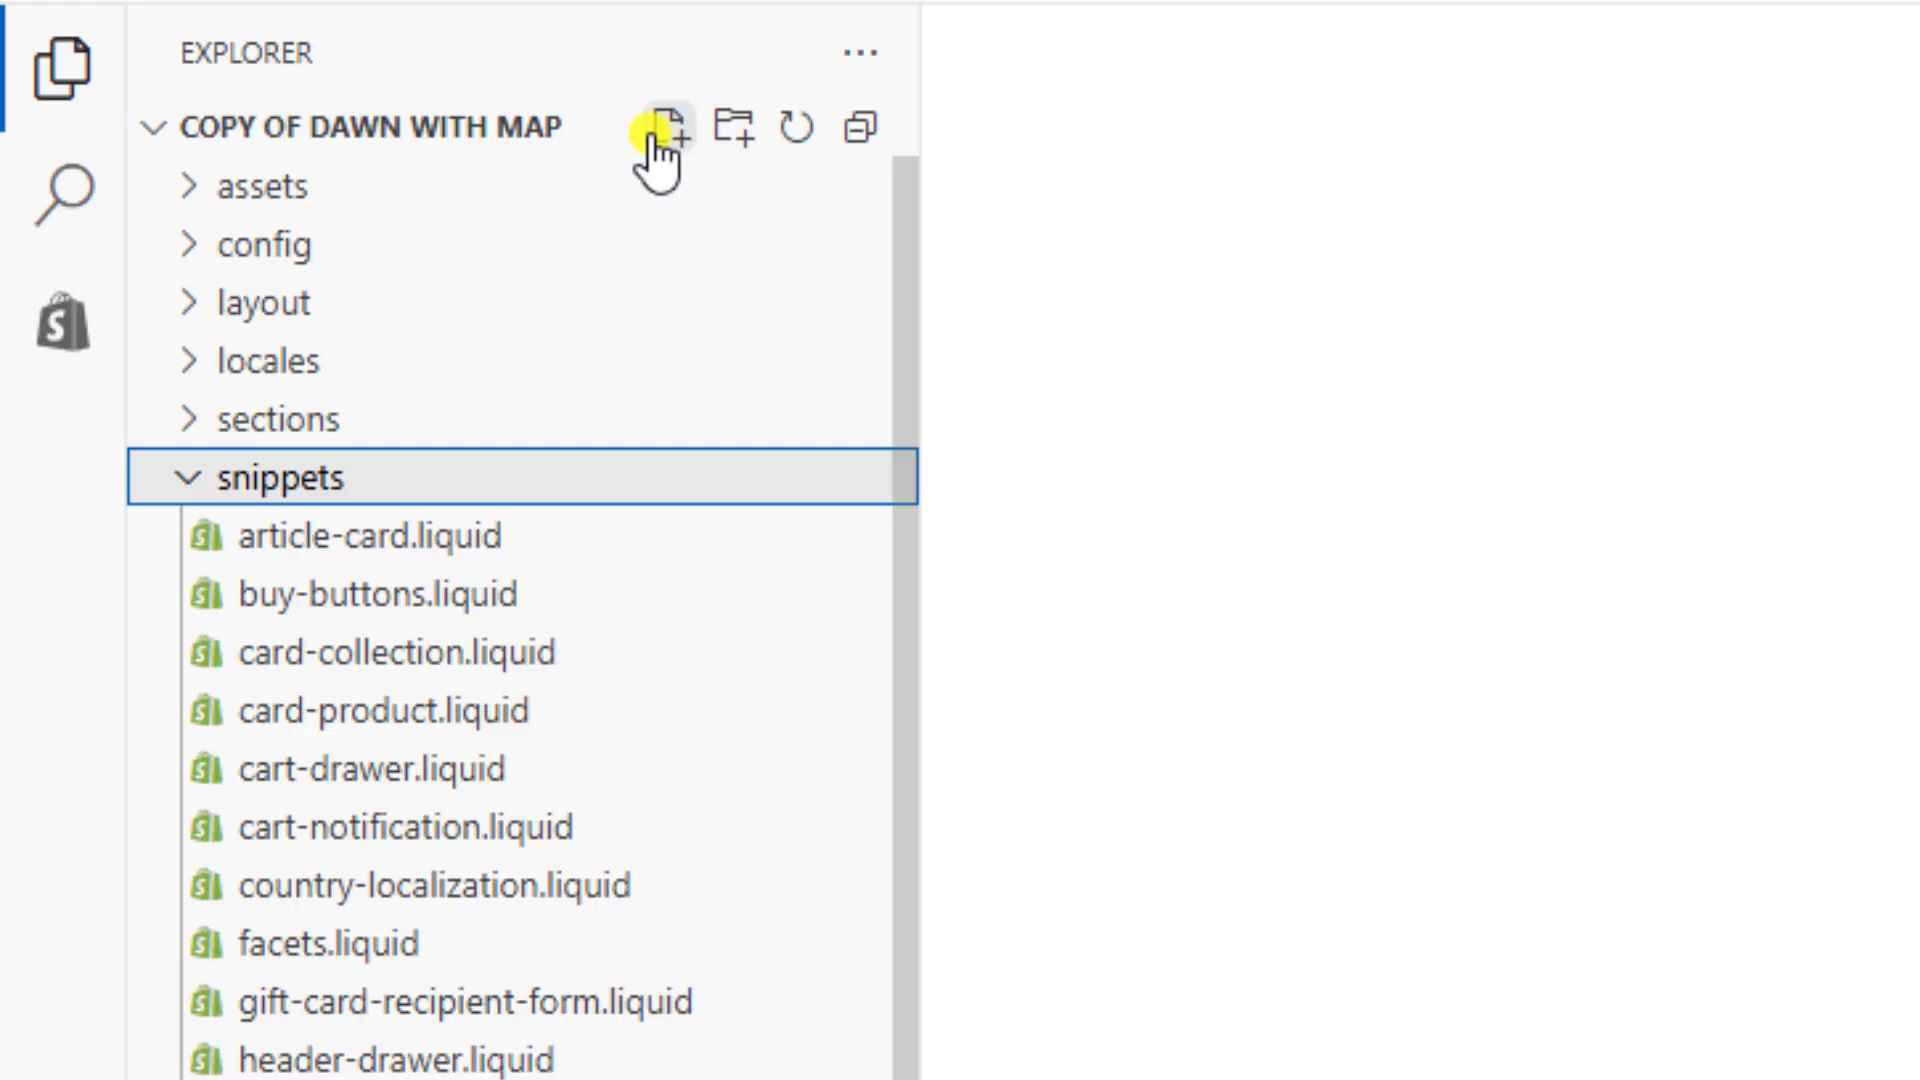 EXPLORER
COPY OF DAWN WITH MAP
assets
config
layout
locales
sections
snippets
article-card.liquid
buy-buttons.liquid
card-collection.liquid
card-product.liquid
cart-drawer.liquid
cart-notification.liquid
country-localization.liquid
facets.liquid
gift-card-recipient-form.liquid
header-drawer.liquid